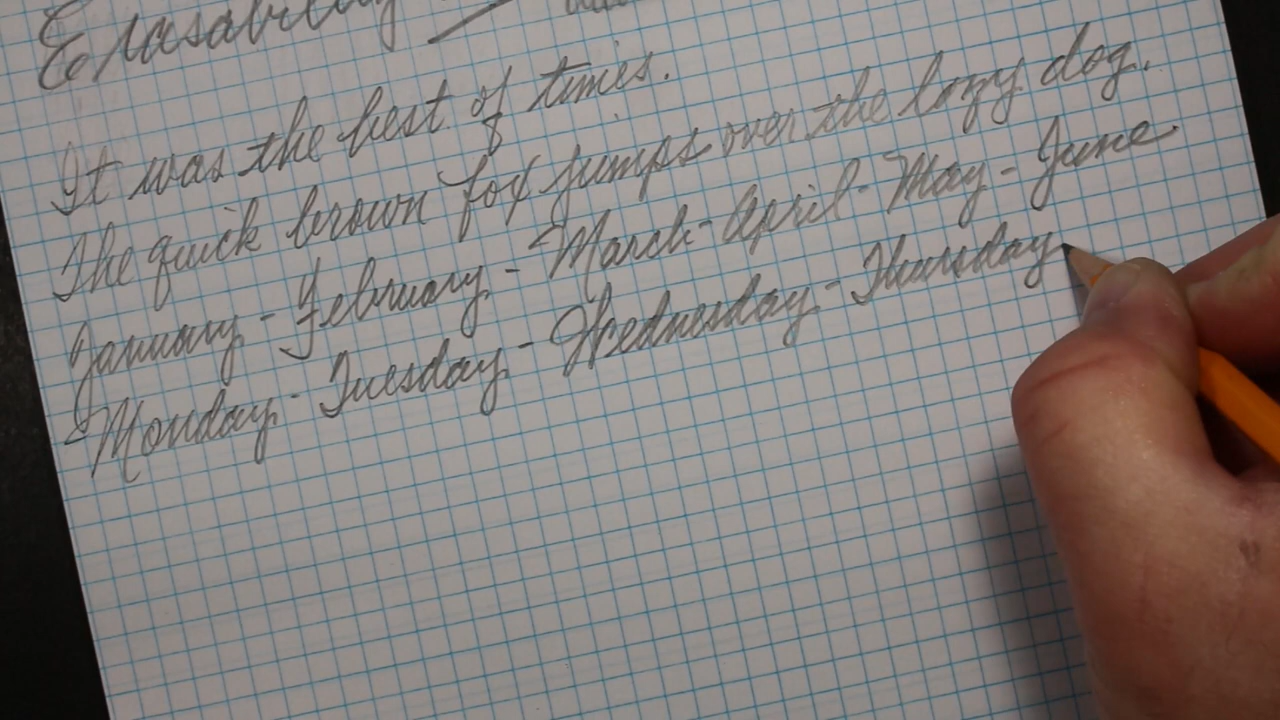 Erasability
It was the best of times.
The quick brown fox jumps over the lazy dog.
January - February - March - April - May - June
Monday - Tuesday - Wednesday - Thursday